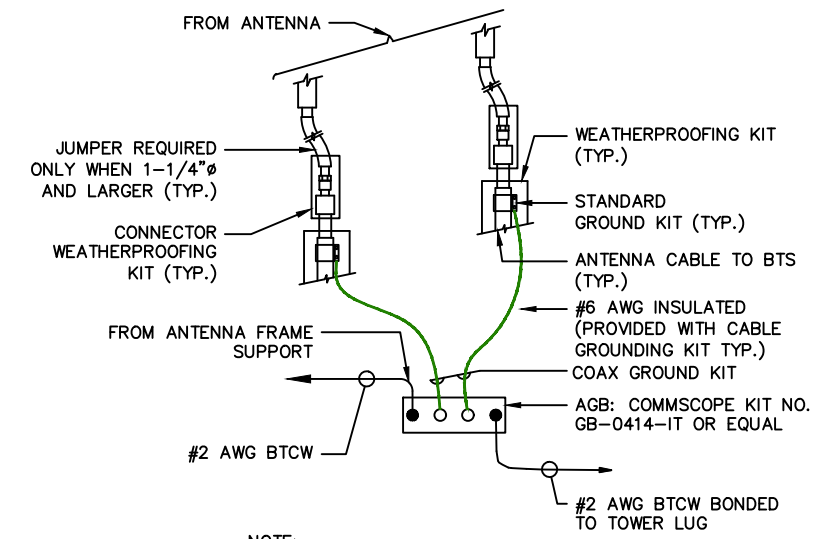 FROM ANTENNA
JUMPER REQUIRED
ONLY WHEN 1-1/4"ø
AND LARGER (TYP.)
CONNECTOR
WEATHERPROOFING
KIT (TYP.)
FROM ANTENNA FRAME
SUPPORT
#2 AWG BTCW
WEATHERPROOFING KIT
(TYP.)
STANDARD
GROUND KIT (TYP.)
ANTENNA CABLE TO BTS
(TYP.)
#6 AWG INSULATED
(PROVIDED WITH CABLE
GROUNDING KIT TYP.)
COAX GROUND KIT
AGB: COMMSCOPE KIT NO.
GB-0414-IT OR EQUAL
#2 AWG BTCW BONDED
TO TOWER LUG
NOTE: